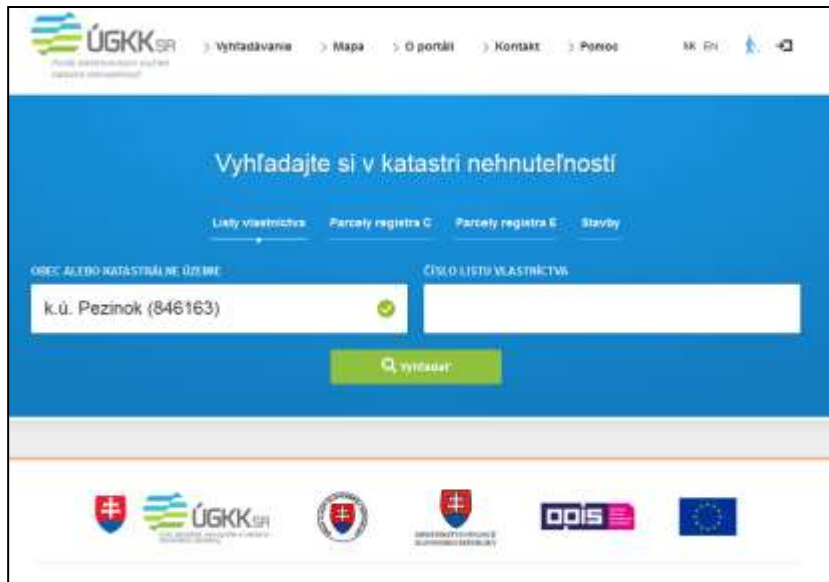 ÚGKK SR
Vyhľadávanie
Mapa
O portáli
Kontakt
Pomoc
SK EN
Vyhľadajte si v katastri nehnuteľností
Listy vlastníctva
Parcely registra C
Parcely registra E
Stavby
OBEC ALEBO KATASTRÁLNE ÚZEMIE
ČÍSLO LISTU VLASTNÍCTVA
k.ú. Pezinok (846163)
Vyhľadať
ÚGKK SR
opis